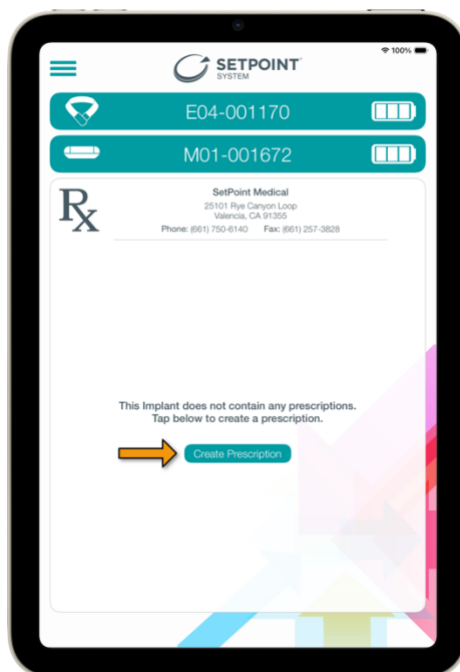 100%
SETPOINT
SYSTEM
E04-001170
M01-001672
Rx
SetPoint Medical
25101 Rye Canyon Loop
Valencia, CA 91355
Phone: (661) 750-6140 Fax: (661) 257-3828
This Implant does not contain any prescriptions.
Tap below to create a prescription.
Create Prescription